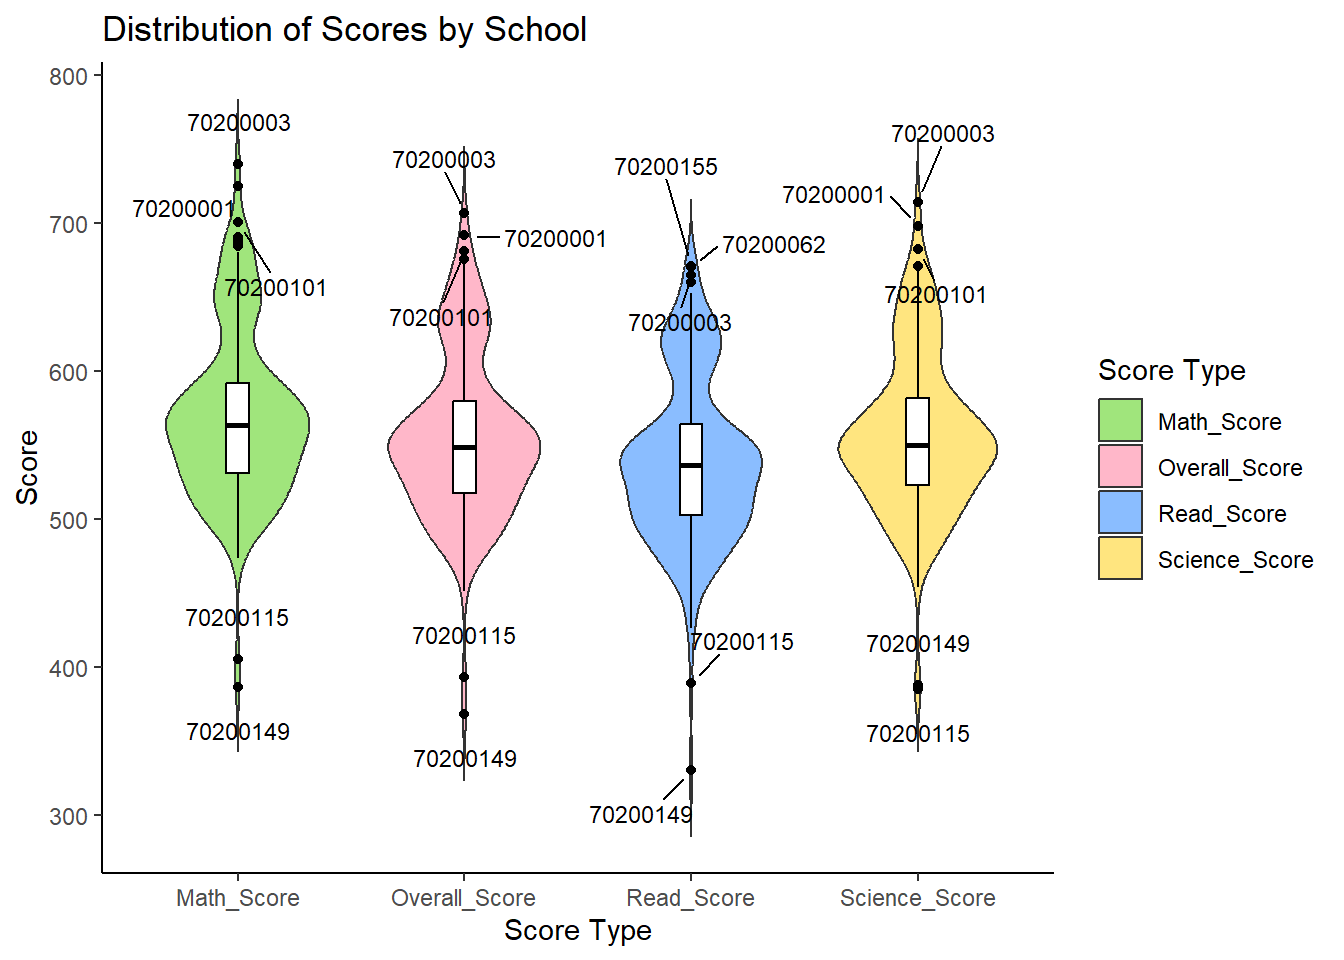 Distribution of Scores by School
800
700
600
500
400
300
Score
70200003
70200001
70200101
70200115
70200149
70200003
70200001
70200101
70200115
70200149
70200155
70200062
70200003
70200115
70200149
70200003
70200001
70200101
70200149
70200115
Math_Score
Overall_Score
Read_Score
Science_Score
Score Type
Score Type
Math_Score
Overall_Score
Read_Score
Science_Score